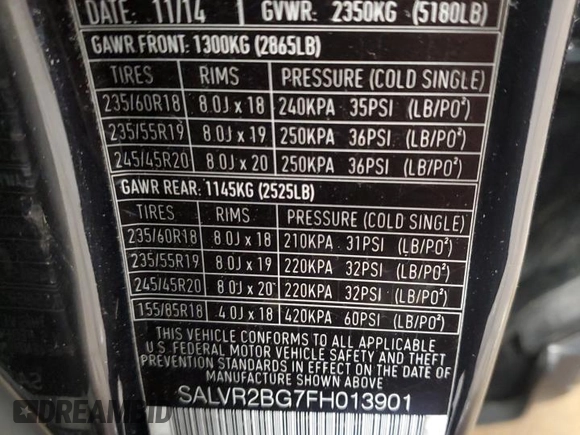 DATE: 11/14 GVWR: 2350KG (5180LB)
GAWR FRONT: 1300KG (2865LB)
TIRES RIMS PRESSURE (COLD SINGLE)
235/60R18 8.0J x 18 240KPA 35PSI (LB/PO²)
235/55R19 8.0J x 19 250KPA 36PSI (LB/PO²)
245/45R20 8.0J x 20 250KPA 36PSI (LB/PO²)
GAWR REAR: 1145KG (2525LB)
TIRES RIMS PRESSURE (COLD SINGLE)
235/60R18 8.0J x 18 210KPA 31PSI (LB/PO²)
235/55R19 8.0J x 19 220KPA 32PSI (LB/PO²)
245/45R20 8.0J x 20 220KPA 32PSI (LB/PO²)
155/85R18 4.0J x 18 420KPA 60PSI (LB/PO²)
THIS VEHICLE CONFORMS TO ALL APPLICABLE
U.S. FEDERAL MOTOR VEHICLE SAFETY AND THEFT
PREVENTION STANDARDS IN EFFECT ON THE DATE OF
MANUFACTURE SHOWN ABOVE.
SALVR2BG7FH013901
AUTOHELPERBOT.COM